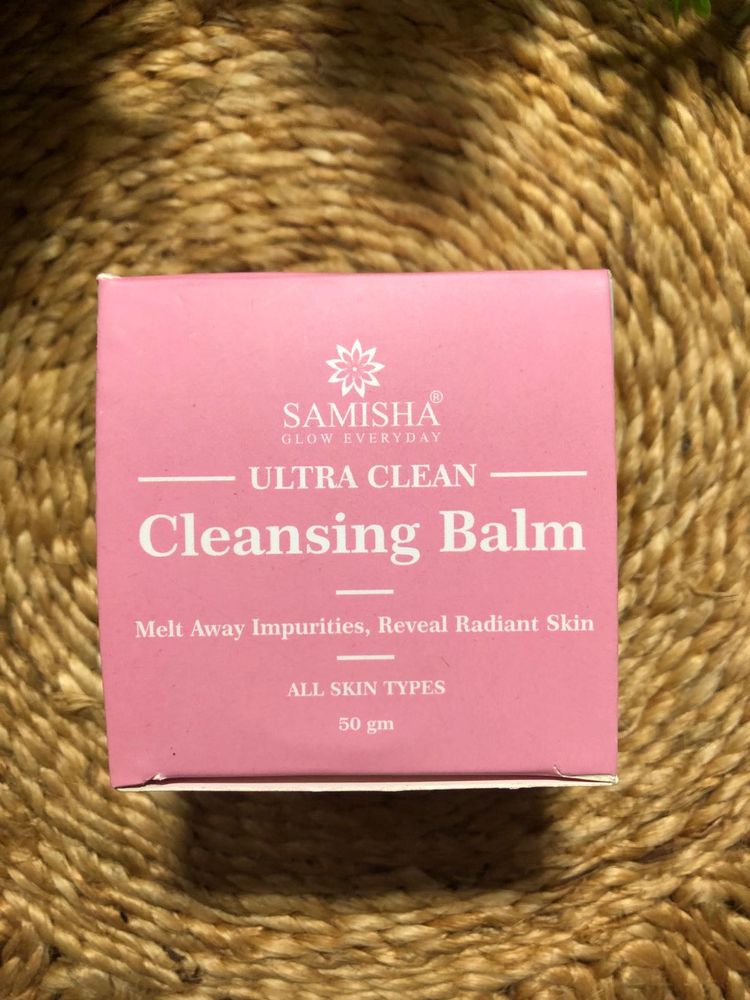 SAMISHA®
GLOW EVERYDAY
ULTRA CLEAN
Cleansing Balm
Melt Away Impurities, Reveal Radiant Skin
ALL SKIN TYPES
50 gm